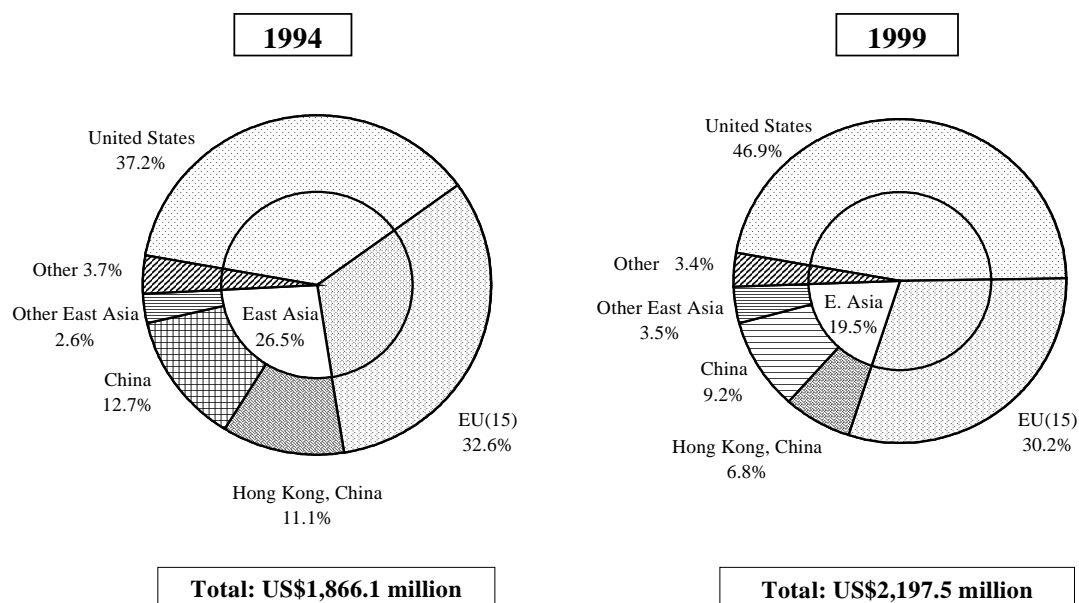 1994
United States
37.2%
Other 3.7%
Other East Asia
2.6%
East Asia
26.5%
China
12.7%
EU(15)
32.6%
Hong Kong, China
11.1%
Total: US$1,866.1 million
1999
United States
46.9%
Other 3.4%
Other East Asia
3.5%
E. Asia
19.5%
China
9.2%
EU(15)
30.2%
Hong Kong, China
6.8%
Total: US$2,197.5 million